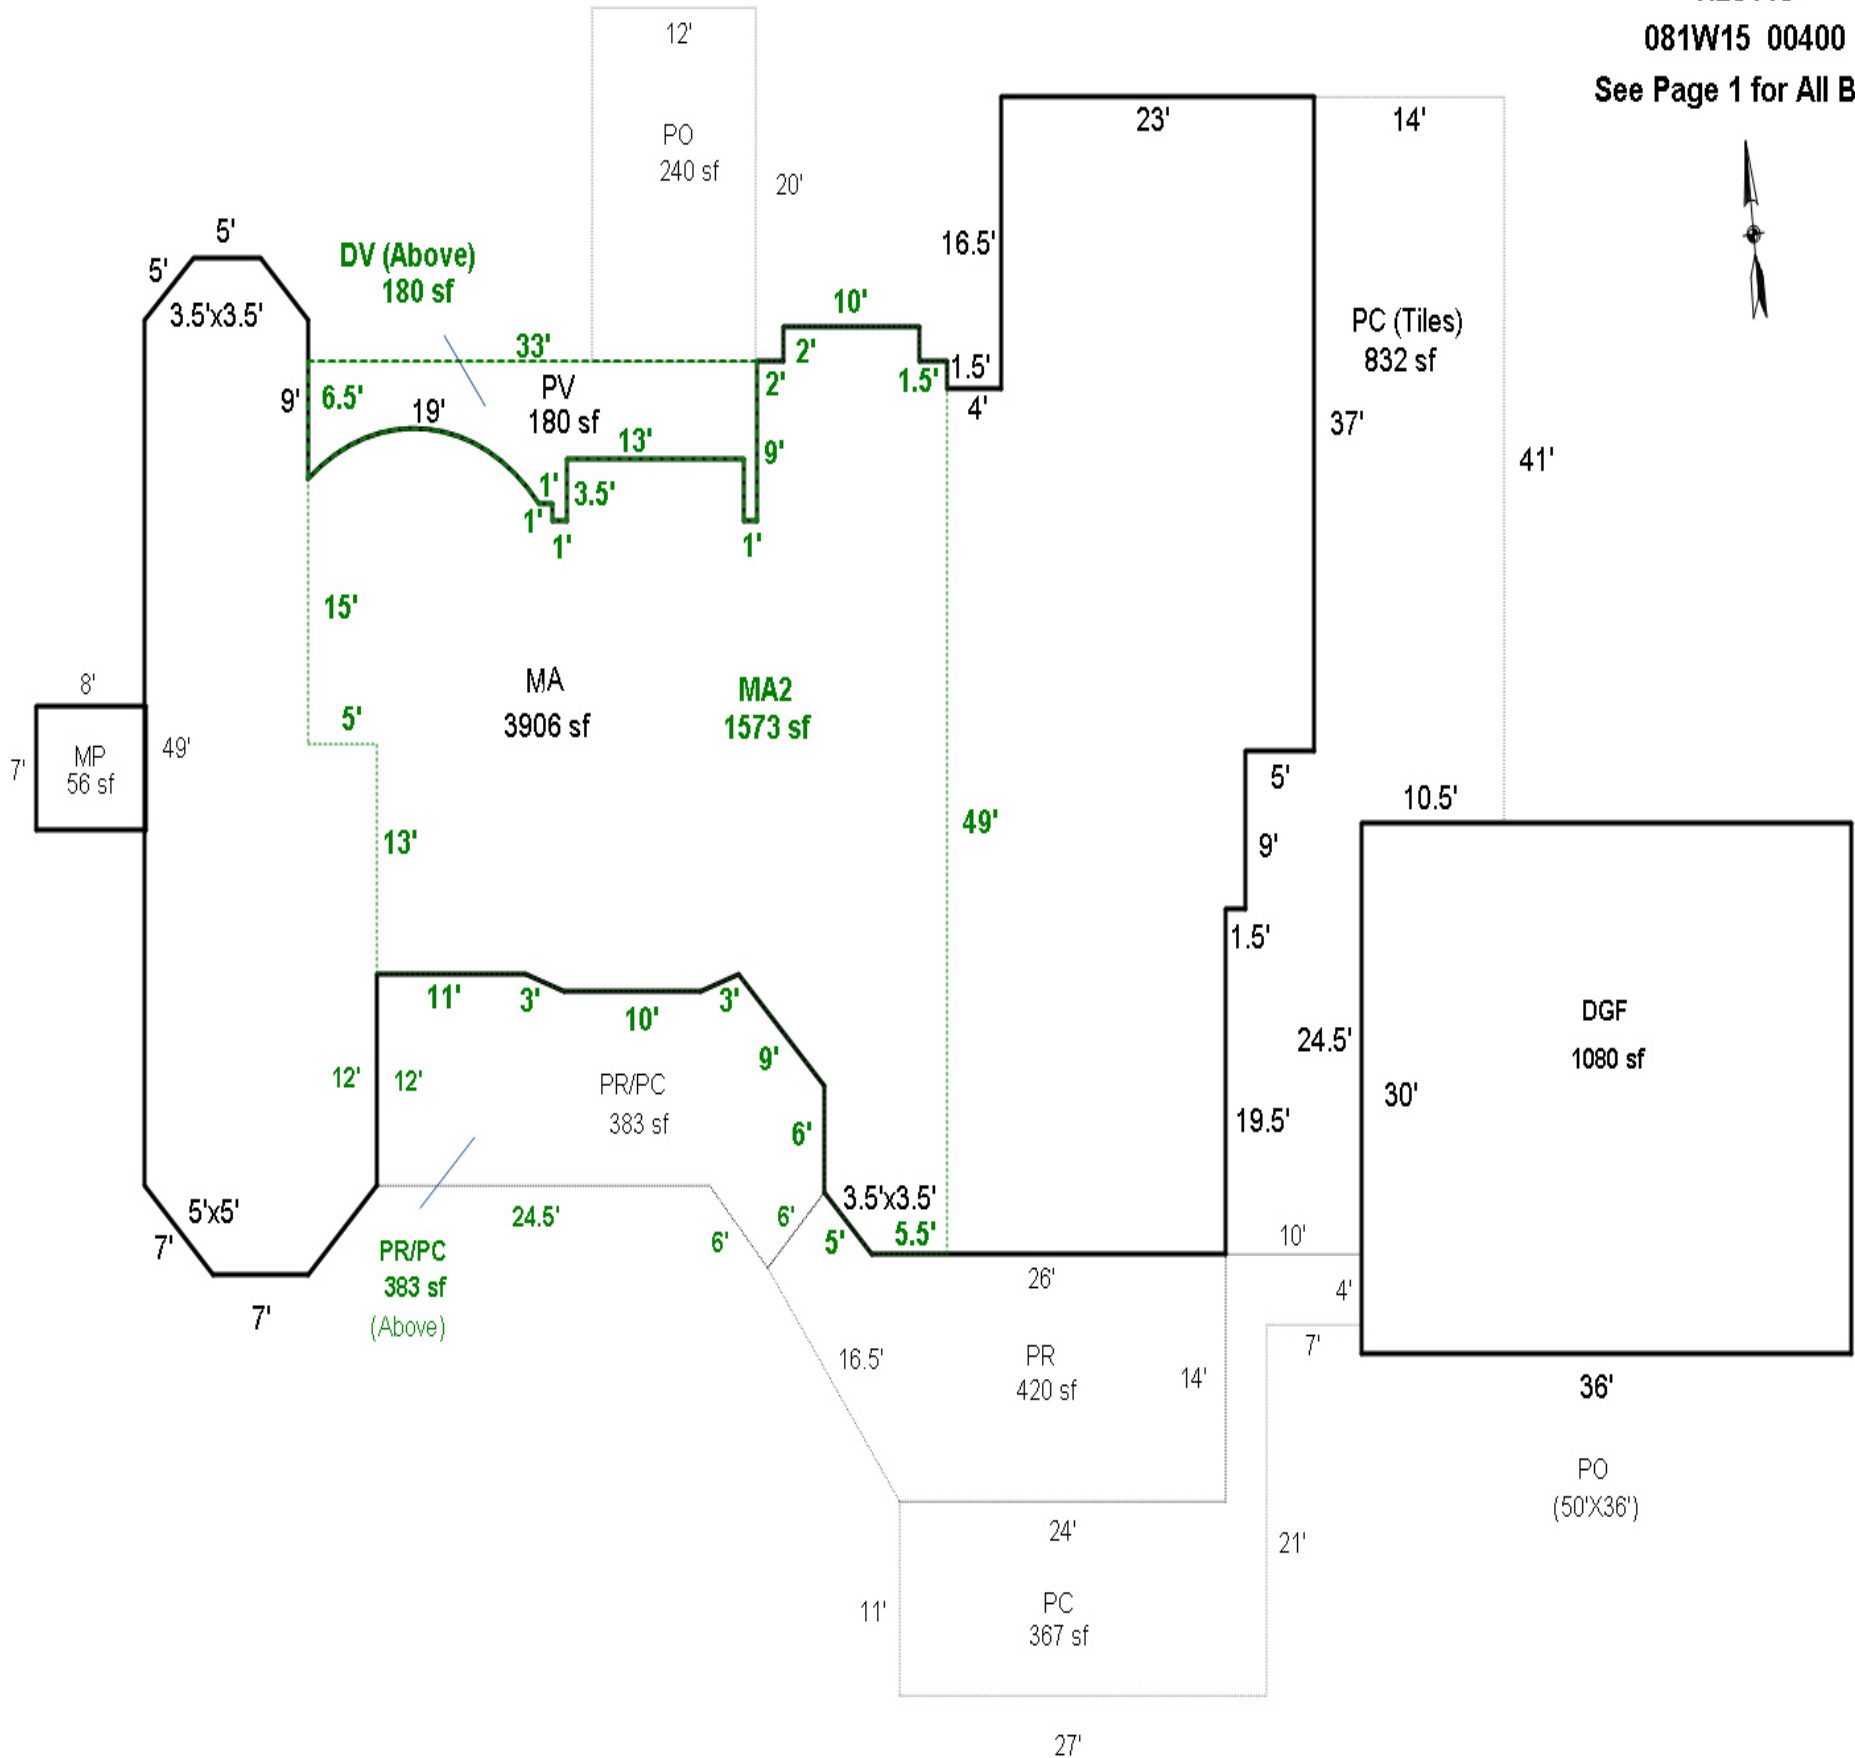 081W15 00400
See Page 1 for All B
12'
PO
240 sf
20'
23'
14'
5'
5'
3.5'x3.5'
DV (Above)
180 sf
33'
10'
2'
2'
1.5'
16.5'
1.5'
4'
PC (Tiles)
832 sf
37'
41'
9'
6.5'
19'
PV
180 sf
13'
9'
1'
3.5'
1'
1'
1'
15'
5'
13'
8'
7'
MP
56 sf
49'
MA
3906 sf
MA2
1573 sf
49'
5'
9'
1.5'
10.5'
DGF
1080 sf
24.5'
30'
19.5'
36'
11'
3'
10'
3'
9'
12'
12'
PR/PC
383 sf
6'
3.5'x3.5'
5.5'
5'
6'
6'
24.5'
5'x5'
7'
7'
PR/PC
383 sf
(Above)
26'
10'
4'
7'
16.5'
PR
420 sf
14'
24'
PO
(50'X36')
21'
11'
PC
367 sf
27'